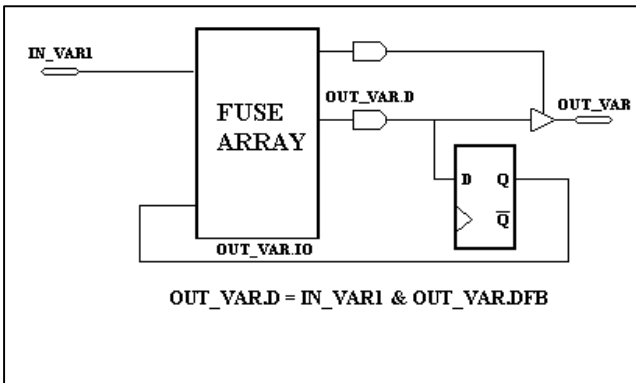 IN_VAR1
OUT_VAR.D
OUT_VAR
FUSE
ARRAY
D Q
Q
OUT_VAR.IO
OUT_VAR.D = IN_VAR1 & OUT_VAR.DFB